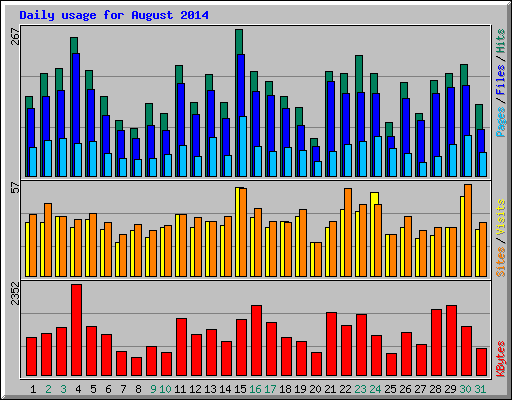 Daily usage for August 2014
267
Pages / Files / Hits
57
Sites / Visits
2352
KBytes
1 2 3 4 5 6 7 8 9 10 11 12 13 14 15 16 17 18 19 20 21 22 23 24 25 26 27 28 29 30 31